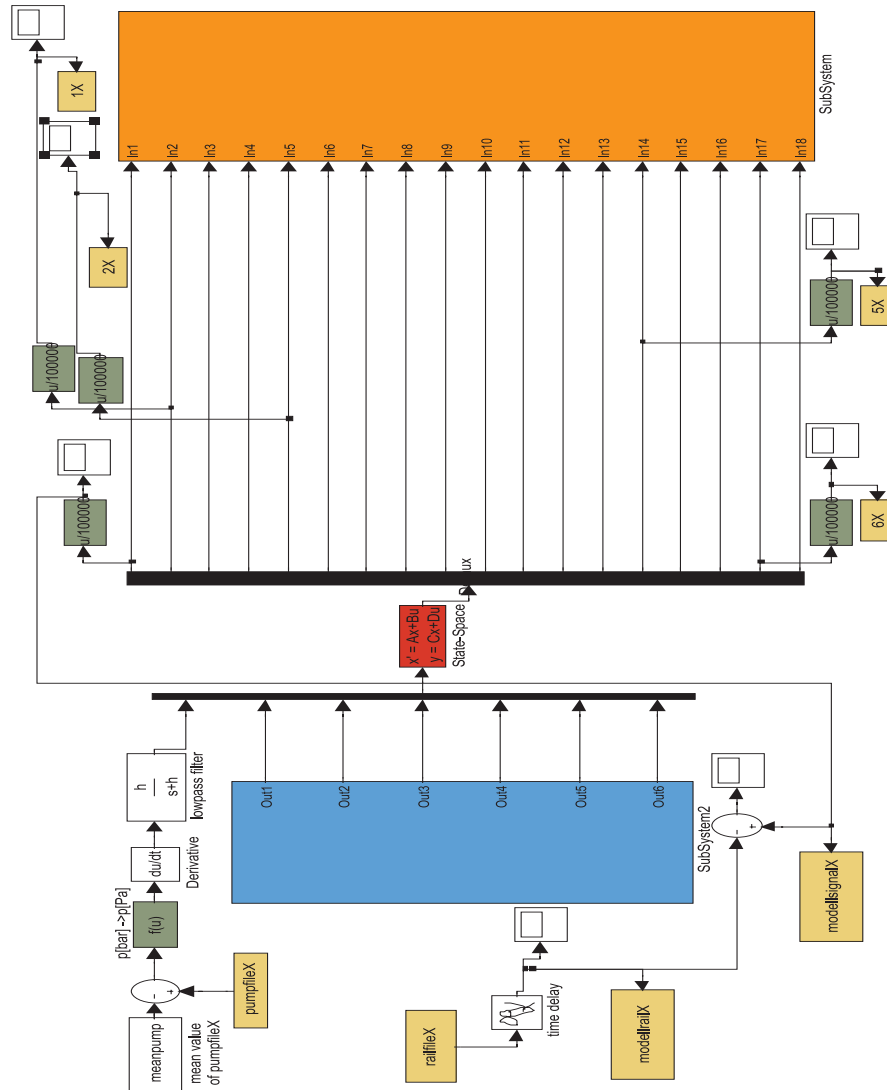 meanpump
mean value
of pumpfileX
-
+
pumpfileX
p[bar] ->p[Pa]
f(u)
du/dt
Derivative
h
s+h
lowpass filter
Out1
Out2
Out3
Out4
Out5
Out6
SubSystem2
railfileX
time delay
modellrailX
-
+
modellsignalX
x' = Ax+Bu
y = Cx+Du
State-Space
u/100000
u/100000
u/100000
1X
2X
In1
In2
In3
In4
In5
In6
In7
In8
In9
In10
In11
In12
In13
In14
In15
In16
In17
In18
SubSystem
u/100000
5X
u/100000
6X